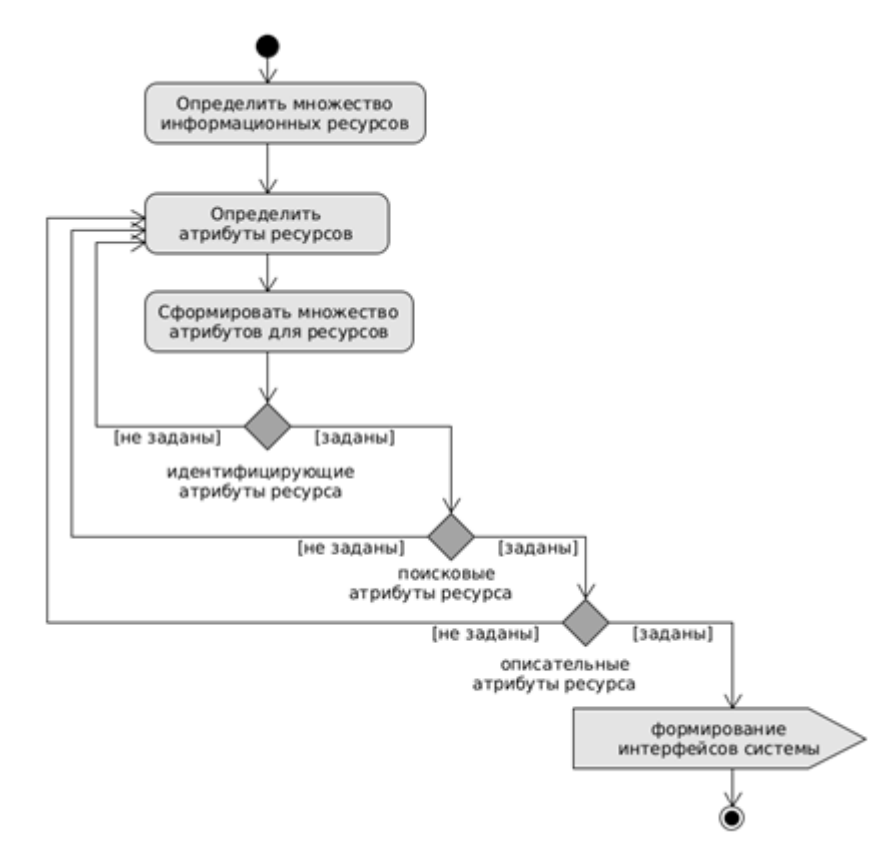 Определить множество
информационных ресурсов
Определить
атрибуты ресурсов
Сформировать множество
атрибутов для ресурсов
[не заданы]
[заданы]
идентифицирующие
атрибуты ресурса
[не заданы]
[заданы]
поисковые
атрибуты ресурса
[не заданы]
[заданы]
описательные
атрибуты ресурса
формирование
интерфейсов системы